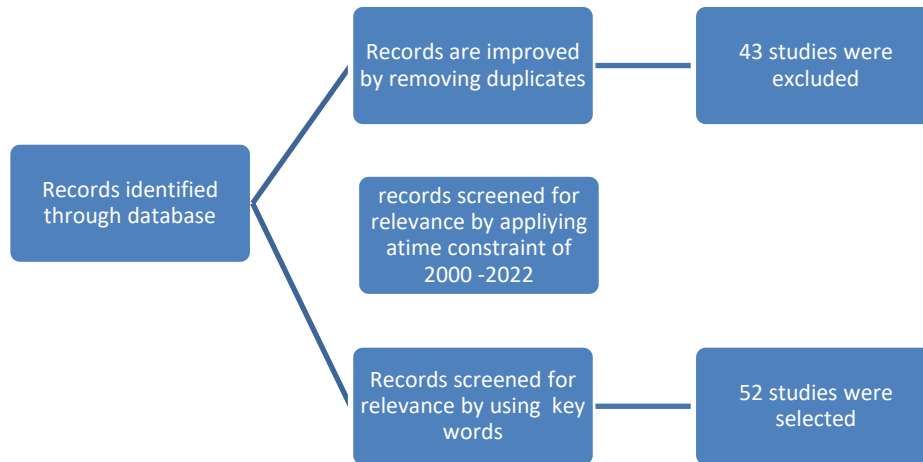 Records are improved
by removing duplicates
43 studies were
excluded
Records identified
through database
records screened for
relevance by appliying
atime constraint of
2000 -2022
Records screened for
relevance by using  key
words
52 studies were
selected